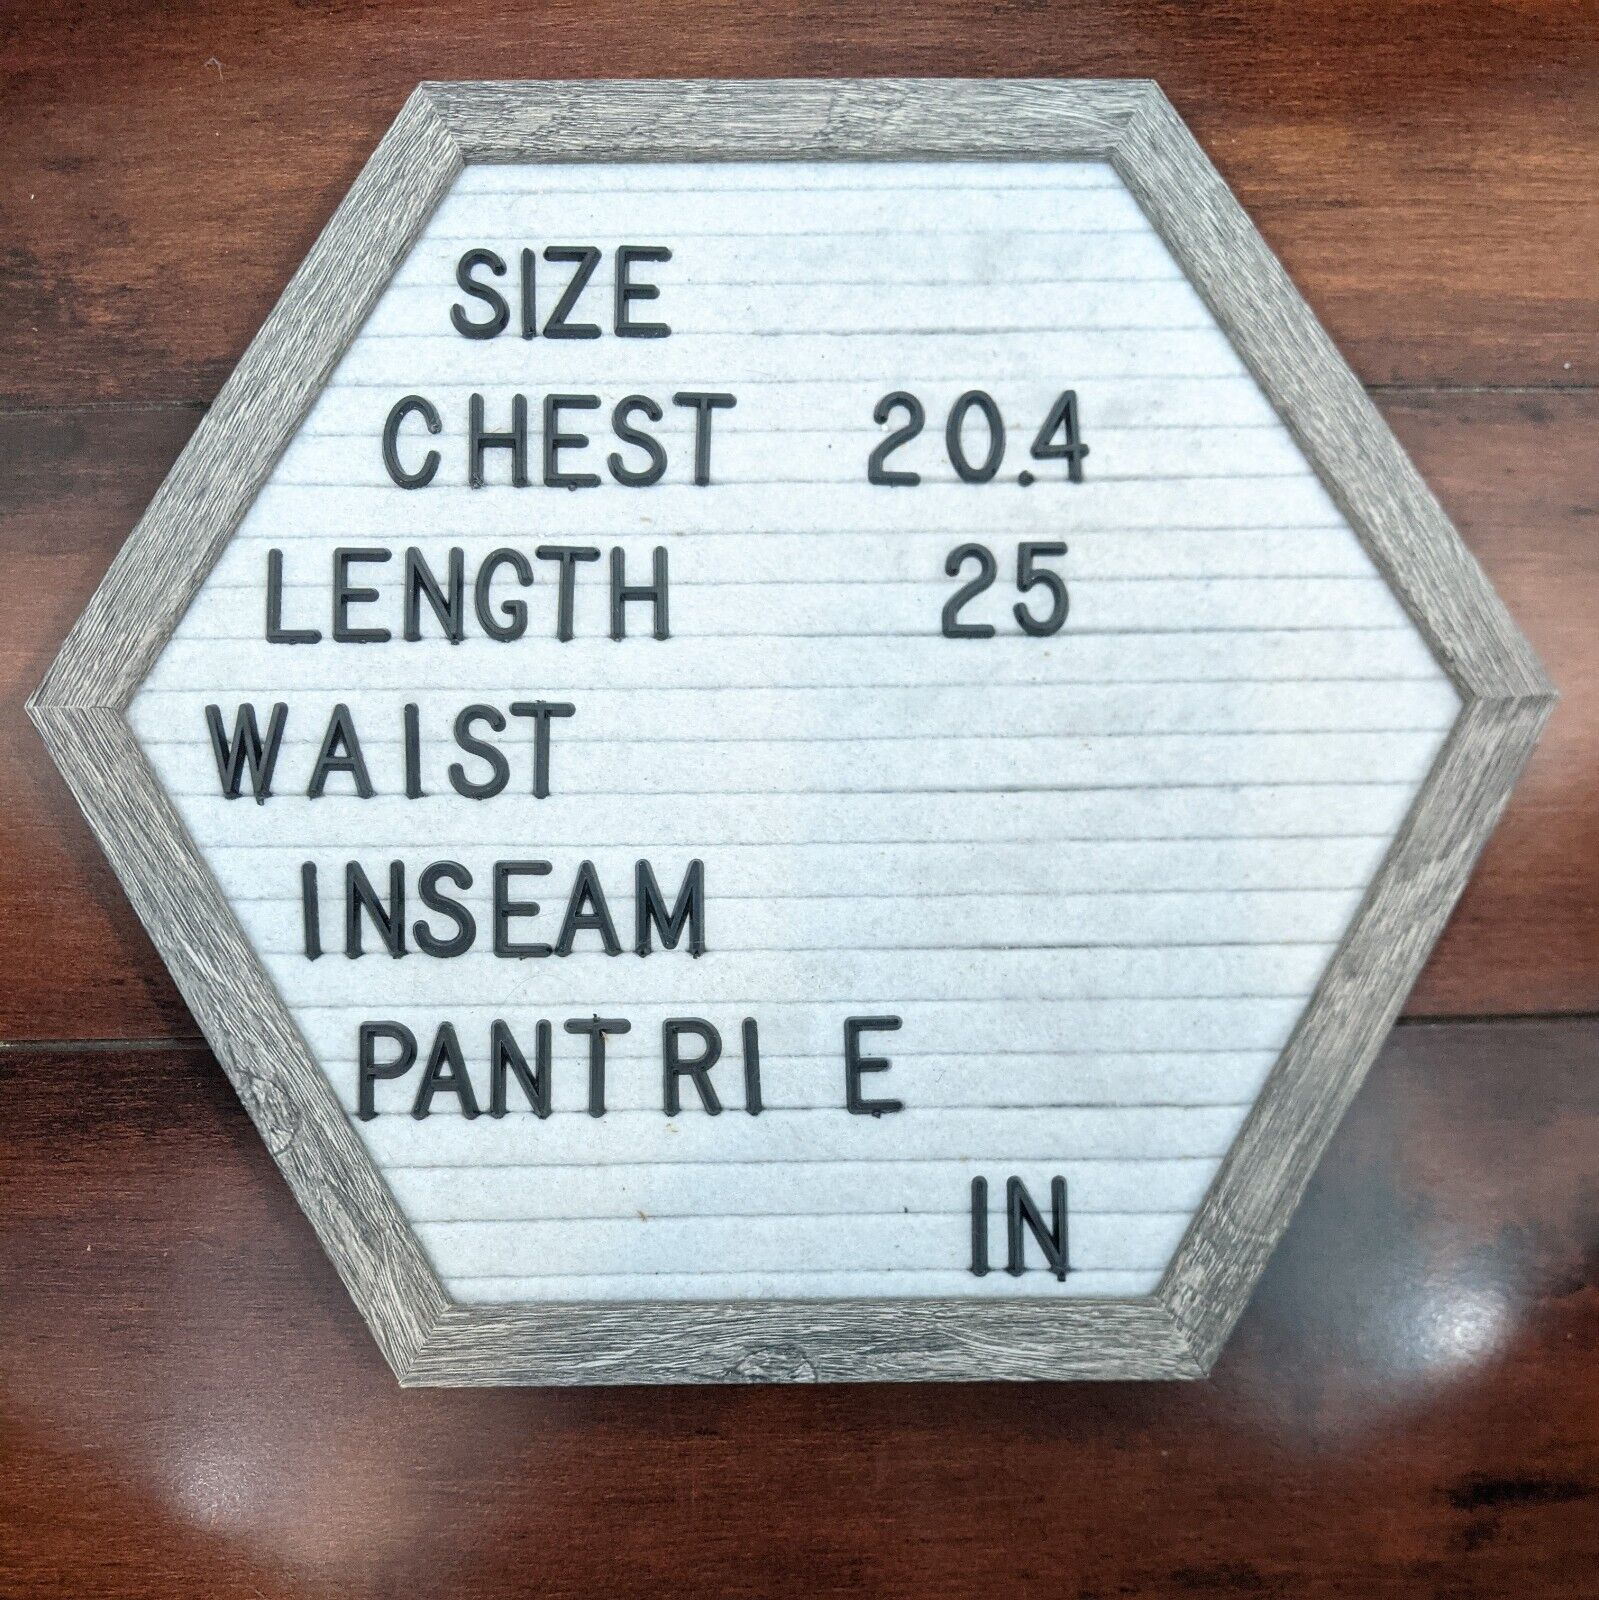 SIZE
CHEST 20.4
LENGTH 25
WAIST
INSEAM
PANT RI E
IN